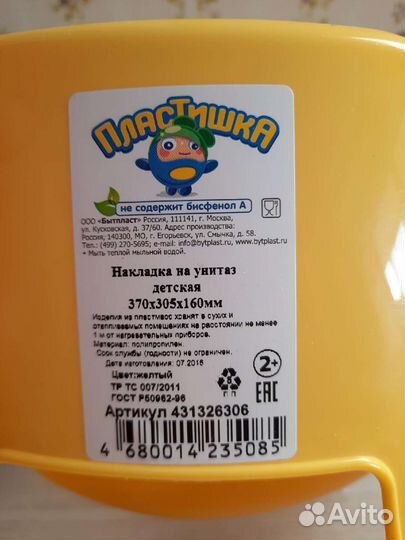 ПЛАСТИШКА
не содержит бисфенол А
ООО «Бытпласт» Россия, 111141, г. Москва,
ул. Кусковская, д. 37/60. Адрес производства:
Россия, 140300, МО, г. Егорьевск, ул. Смычка, д. 58.
Тел.: (499) 270-5695; e-mail: info@bytplast.ru, www.bytplast.ru
• Мыть теплой мыльной водой.
Накладка на унитаз
детская
370х305х160мм
Изделия из пластмасс хранят в сухих и
отапливаемых помещениях на расстоянии не менее
1 м от нагревательных приборов.
Материал: полипропилен.
Срок службы (годности) не ограничен.
Дата изготовления: 07 2016
Цвет:желтый
ТР ТС 007/2011
ГОСТ Р50962-96
2+
5
ПП
ЕАС
Артикул 431326306
4 680014 235085
Avito